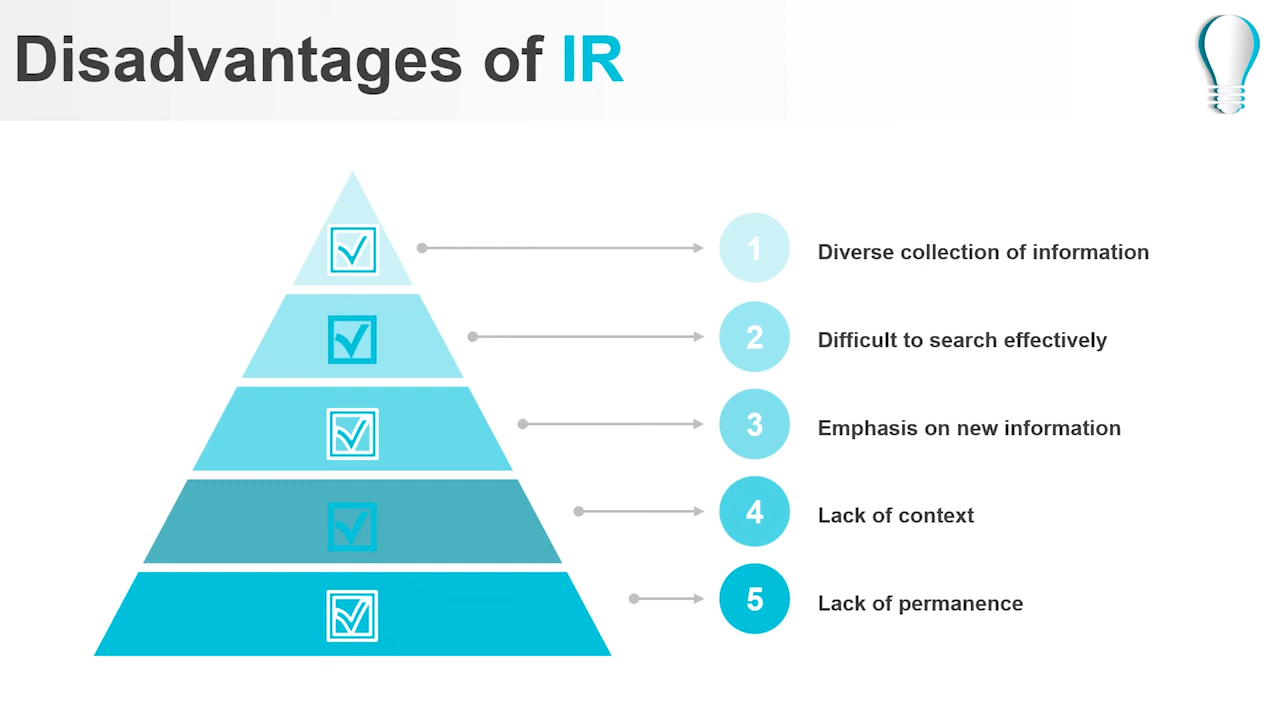 Disadvantages of IR
1 Diverse collection of information
2 Difficult to search effectively
3 Emphasis on new information
4 Lack of context
5 Lack of permanence